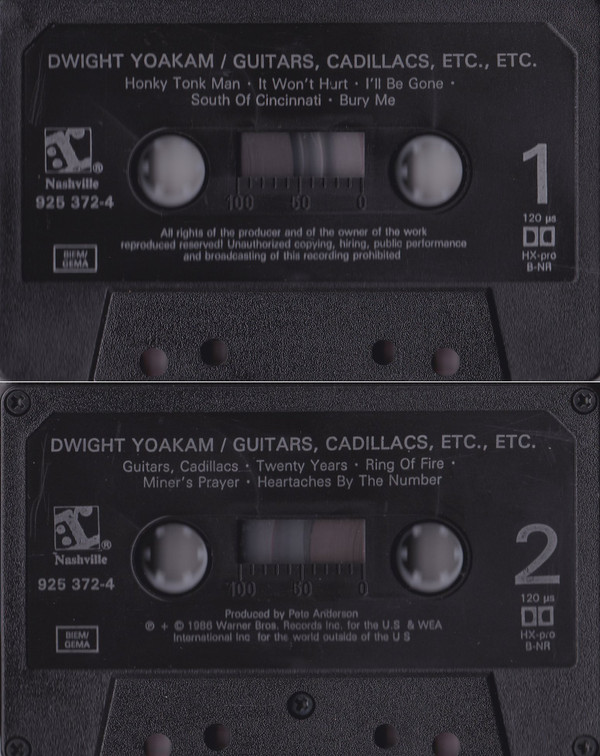 DWIGHT YOAKAM / GUITARS, CADILLACS, ETC., ETC.
Honky Tonk Man · It Won't Hurt · I'll Be Gone ·
South Of Cincinnati · Bury Me
®
Nashville
925 372-4
1
100 50 0
120 µs
HX-pro
B-NR
All rights of the producer and of the owner of the work
reproduced reserved! Unauthorized copying, hiring, public performance
and broadcasting of this recording prohibited
BIEM/
GEMA
DWIGHT YOAKAM / GUITARS, CADILLACS, ETC., ETC.
Guitars, Cadillacs · Twenty Years · Ring Of Fire ·
Miner's Prayer · Heartaches By The Number
®
Nashville
925 372-4
2
100 50 0
120 µs
HX-pro
B-NR
Produced by Pete Anderson
℗ + © 1986 Warner Bros. Records Inc. for the U.S & WEA
International Inc for the world outside of the U S
BIEM/
GEMA